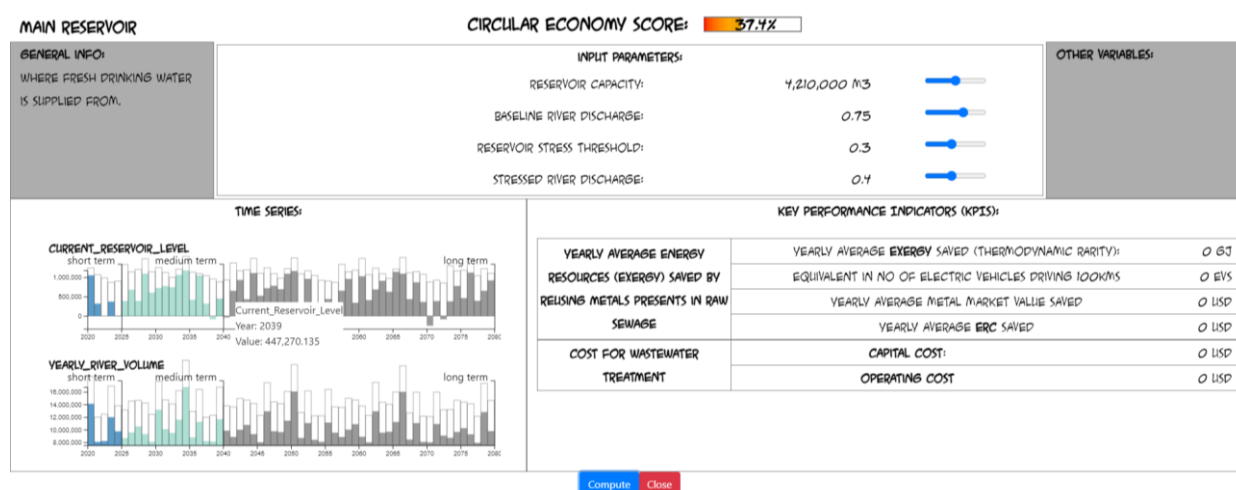 MAIN RESERVOIR
CIRCULAR ECONOMY SCORE: 37.4%
GENERAL INFO:
WHERE FRESH DRINKING WATER
IS SUPPLIED FROM.
INPUT PARAMETERS:
RESERVOIR CAPACITY: 4,210,000 M3
BASELINE RIVER DISCHARGE: 0.75
RESERVOIR STRESS THRESHOLD: 0.3
STRESSED RIVER DISCHARGE: 0.4
OTHER VARIABLES:
TIME SERIES:
CURRENT_RESERVOIR_LEVEL
short term medium term long term
1,000,000
500,000
0
2020 2025 2030 2035 2040 2070 2075 2080
Current_Reservoir_Level
Year: 2039
Value: 447,270.135
YEARLY_RIVER_VOLUME
short term medium term long term
16,000,000
14,000,000
12,000,000
10,000,000
8,000,000
2020 2025 2030 2035 2040 2045 2050 2055 2060 2065 2070 2075 2080
KEY PERFORMANCE INDICATORS (KPIS):
YEARLY AVERAGE ENERGY
RESOURCES (EXERGY) SAVED BY
REUSING METALS PRESENTS IN RAW
SEWAGE
YEARLY AVERAGE EXERGY SAVED (THERMODYNAMIC RARITY): 0 GJ
EQUIVALENT IN NO OF ELECTRIC VEHICLES DRIVING 100KMS 0 EVS
YEARLY AVERAGE METAL MARKET VALUE SAVED 0 USD
YEARLY AVERAGE ERC SAVED 0 USD
COST FOR WASTEWATER
TREATMENT
CAPITAL COST: 0 USD
OPERATING COST 0 USD
Compute Close